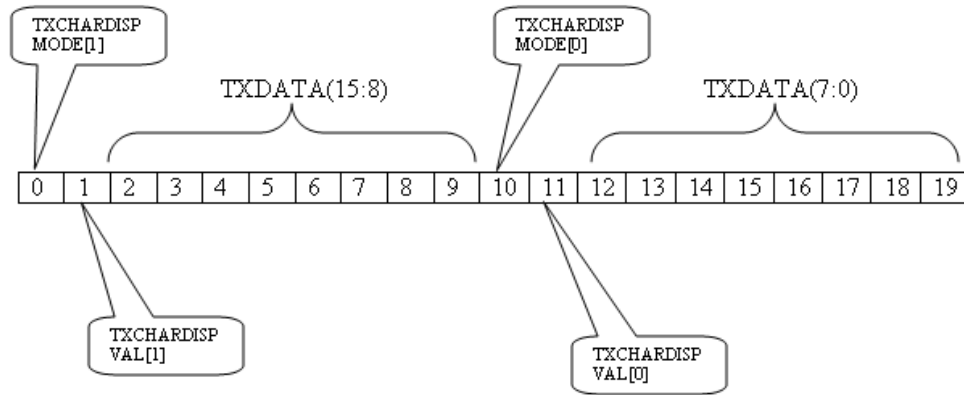 TXCHARDISP
MODE[1]
TXCHARDISP
MODE[0]
TXDATA(15:8)
TXDATA(7:0)
0 1 2 3 4 5 6 7 8 9 10 11 12 13 14 15 16 17 18 19
TXCHARDISP
VAL[1]
TXCHARDISP
VAL[0]